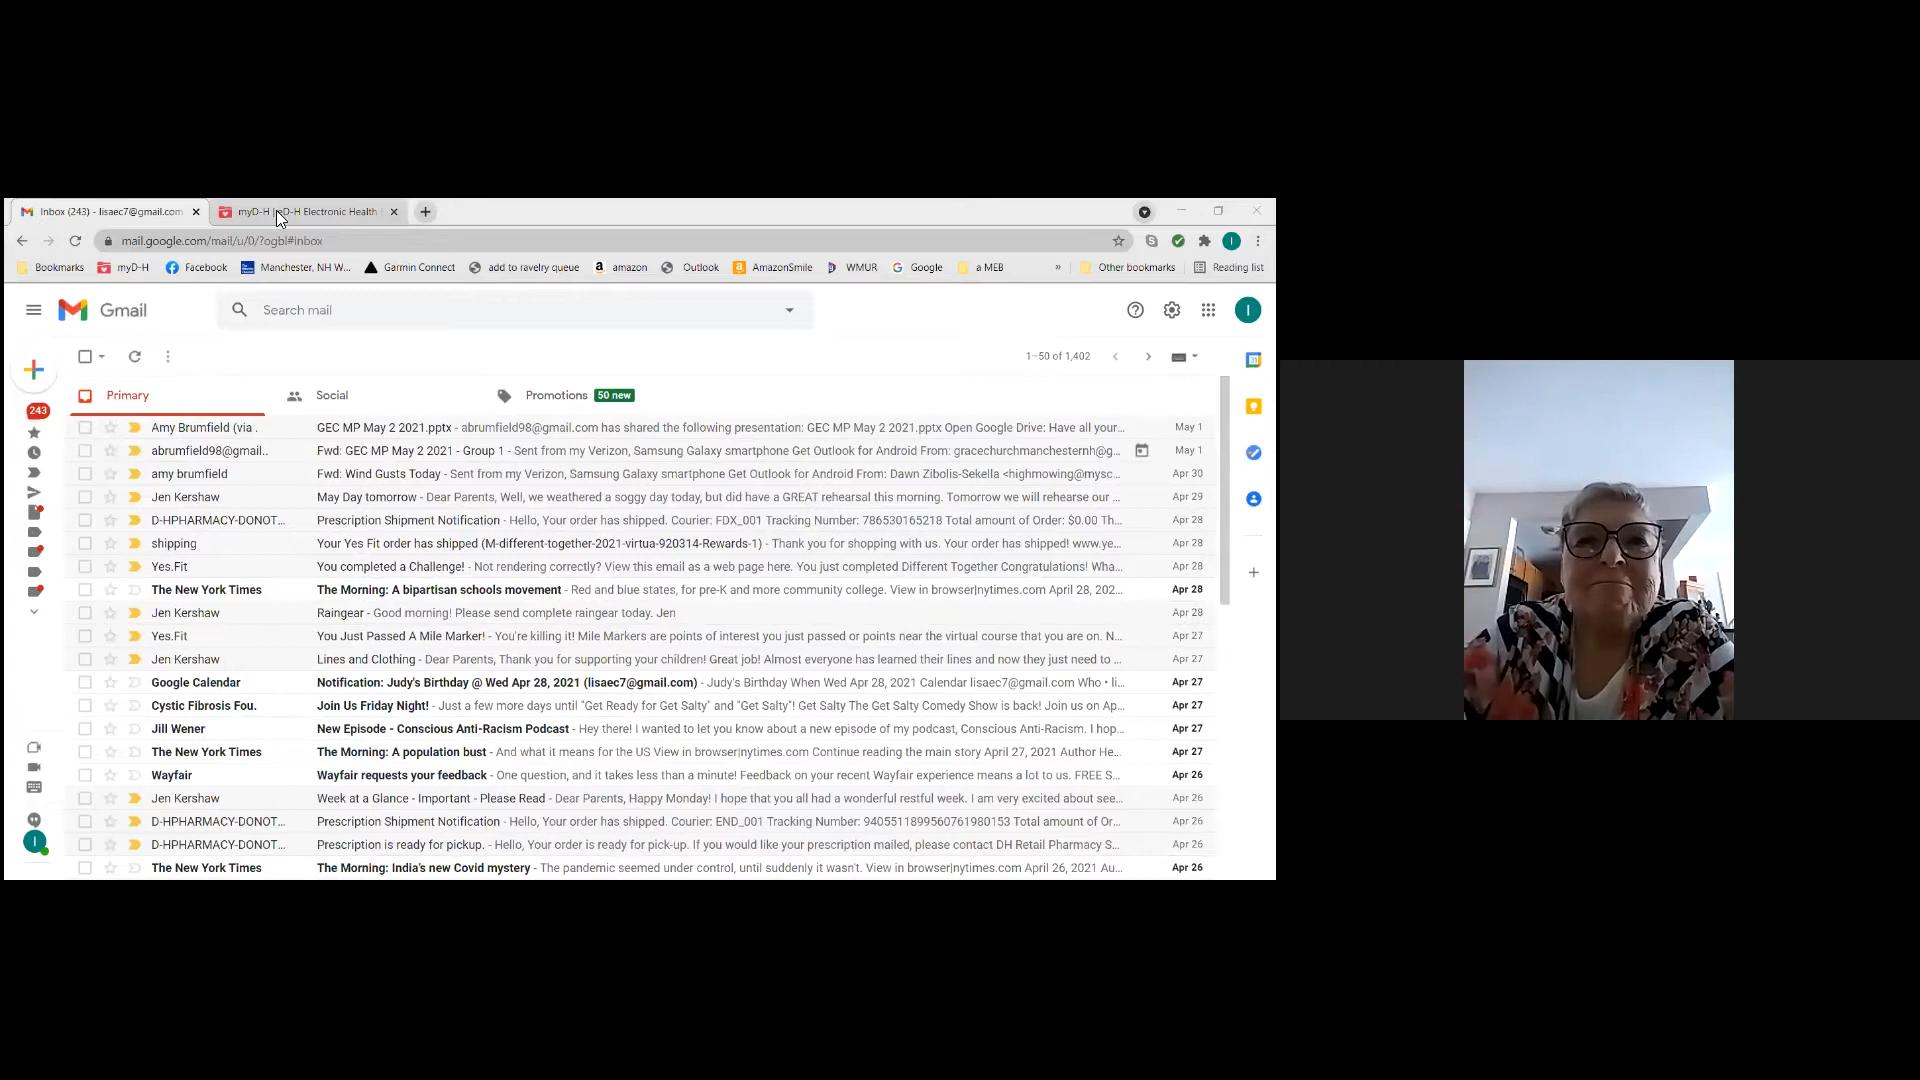 Inbox (243) - lisaec7@gmail.com
myD-H | eD-H Electronic Health
mail.google.com/mail/u/0/?ogbl#inbox
Bookmarks myD-H Facebook Manchester, NH W... Garmin Connect add to ravelry queue amazon Outlook AmazonSmile WMUR Google a MEB » Other bookmarks Reading list
Gmail Search mail
1–50 of 1,402
243
Primary Social Promotions 50 new
Amy Brumfield (via . GEC MP May 2 2021.pptx - abrumfield98@gmail.com has shared the following presentation: GEC MP May 2 2021.pptx Open Google Drive: Have all your... May 1
abrumfield98@gmail.. Fwd: GEC MP May 2 2021 - Group 1 - Sent from my Verizon, Samsung Galaxy smartphone Get Outlook for Android From: gracechurchmanchesternh@g... May 1
amy brumfield Fwd: Wind Gusts Today - Sent from my Verizon, Samsung Galaxy smartphone Get Outlook for Android From: Dawn Zibolis-Sekella <highmowing@mysc... Apr 30
Jen Kershaw May Day tomorrow - Dear Parents, Well, we weathered a soggy day today, but did have a GREAT rehearsal this morning. Tomorrow we will rehearse our ... Apr 29
D-HPHARMACY-DONOT... Prescription Shipment Notification - Hello, Your order has shipped. Courier: FDX_001 Tracking Number: 786530165218 Total amount of Order: $0.00 Th... Apr 28
shipping Your Yes Fit order has shipped (M-different-together-2021-virtua-920314-Rewards-1) - Thank you for shopping with us. Your order has shipped! www.ye... Apr 28
Yes.Fit You completed a Challenge! - Not rendering correctly? View this email as a web page here. You just completed Different Together Congratulations! Wha... Apr 28
The New York Times The Morning: A bipartisan schools movement - Red and blue states, for pre-K and more community college. View in browser|nytimes.com April 28, 202... Apr 28
Jen Kershaw Raingear - Good morning! Please send complete raingear today. Jen Apr 28
Yes.Fit You Just Passed A Mile Marker! - You're killing it! Mile Markers are points of interest you just passed or points near the virtual course that you are on. N... Apr 27
Jen Kershaw Lines and Clothing - Dear Parents, Thank you for supporting your children! Great job! Almost everyone has learned their lines and now they just need to ... Apr 27
Google Calendar Notification: Judy's Birthday @ Wed Apr 28, 2021 (lisaec7@gmail.com) - Judy's Birthday When Wed Apr 28, 2021 Calendar lisaec7@gmail.com Who • li... Apr 27
Cystic Fibrosis Fou. Join Us Friday Night! - Just a few more days until "Get Ready for Get Salty" and "Get Salty"! Get Salty The Get Salty Comedy Show is back! Join us on Ap... Apr 27
Jill Wener New Episode - Conscious Anti-Racism Podcast - Hey there! I wanted to let you know about a new episode of my podcast, Conscious Anti-Racism. I hop... Apr 27
The New York Times The Morning: A population bust - And what it means for the US View in browser|nytimes.com Continue reading the main story April 27, 2021 Author He... Apr 27
Wayfair Wayfair requests your feedback - One question, and it takes less than a minute! Feedback on your recent Wayfair experience means a lot to us. FREE S... Apr 26
Jen Kershaw Week at a Glance - Important - Please Read - Dear Parents, Happy Monday! I hope that you all had a wonderful restful week. I am very excited about see... Apr 26
D-HPHARMACY-DONOT... Prescription Shipment Notification - Hello, Your order has shipped. Courier: END_001 Tracking Number: 9405511899560761980153 Total amount of Or... Apr 26
D-HPHARMACY-DONOT... Prescription is ready for pickup. - Hello, Your order is ready for pick-up. If you would like your prescription mailed, please contact DH Retail Pharmacy S... Apr 26
The New York Times The Morning: India's new Covid mystery - The pandemic seemed under control, until suddenly it wasn't. View in browser|nytimes.com April 26, 2021 Au... Apr 26